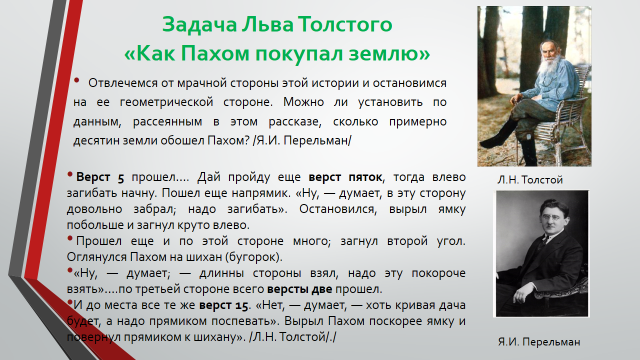 Задача Льва Толстого
«Как Пахом покупал землю»
• Отвлечемся от мрачной стороны этой истории и остановимся
на ее геометрической стороне. Можно ли установить по
данным, рассеянным в этом рассказе, сколько примерно
десятин земли обошел Пахом? /Я.И. Перельман/
• Верст 5 прошел.... Дай пройду еще верст пяток, тогда влево
загибать начну. Пошел еще напрямик. «Ну, — думает, в эту сторону
довольно забрал; надо загибать». Остановился, вырыл ямку
побольше и загнул круто влево.
• Прошел еще и по этой стороне много; загнул второй угол.
Оглянулся Пахом на шихан (бугорок).
• «Ну, — думает; — длинны стороны взял, надо эту покороче
взять»....по третьей стороне всего версты две прошел.
• И до места все те же верст 15. «Нет, — думает, — хоть кривая дача
будет, а надо прямиком поспевать». Вырыл Пахом поскорее ямку и
повернул прямиком к шихану». /Л.Н. Толстой/./
Л.Н. Толстой
Я.И. Перельман